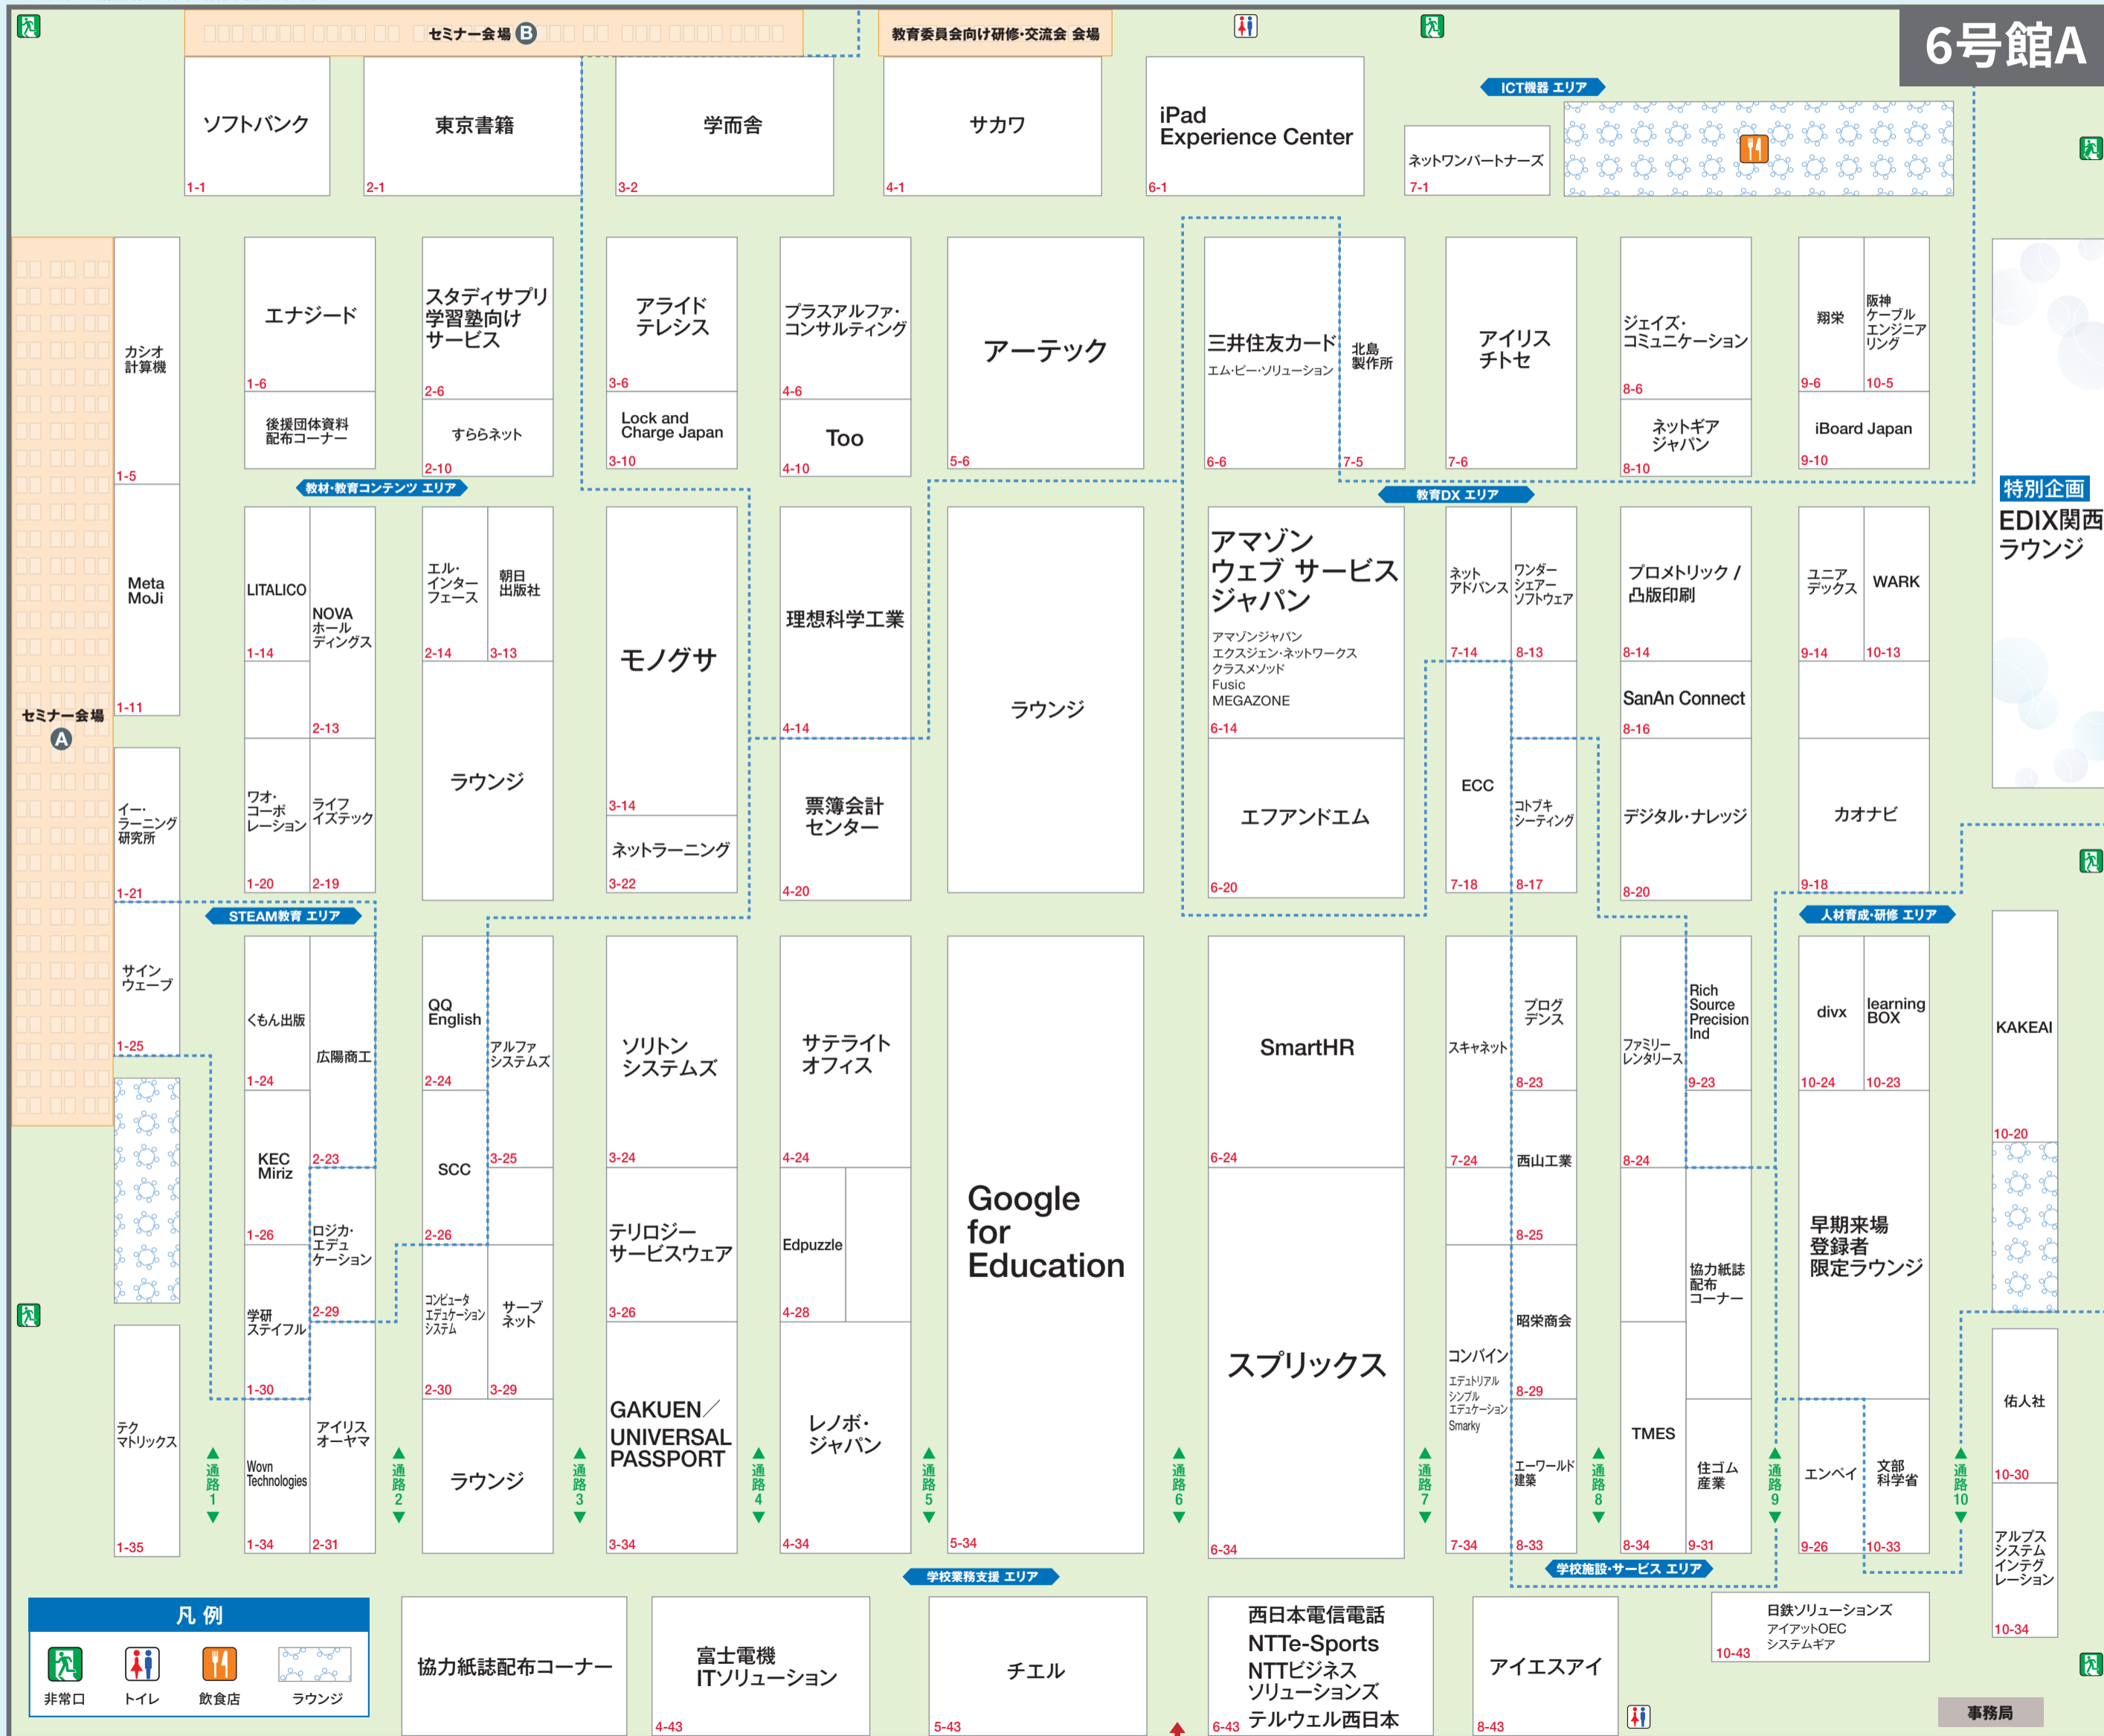 セミナー会場 B
教育委員会向け研修・交流会 会場
6号館A
ICT機器 エリア
ソフトバンク
1-1
東京書籍
2-1
学而舎
3-2
サカワ
4-1
iPad
Experience Center
6-1
ネットワンパートナーズ
7-1
カシオ
計算機
1-5
エナジード
1-6
後援団体資料
配布コーナー
スタディサプリ
学習塾向け
サービス
2-6
すららネット
2-10
アライド
テレシス
3-6
Lock and
Charge Japan
3-10
プラスアルファ・
コンサルティング
4-6
Too
4-10
アーテック
5-6
三井住友カード
エム・ピー・ソリューション
6-6
北島
製作所
7-5
アイリス
チトセ
7-6
ジェイズ・
コミュニケーション
8-6
ネットギア
ジャパン
8-10
翔栄
9-6
阪神
ケーブル
エンジニア
リング
10-5
iBoard Japan
9-10
特別企画
EDIX関西
ラウンジ
教材・教育コンテンツ エリア
教育DX エリア
Meta
MoJi
1-11
セミナー会場
A
LITALICO
1-14
NOVA
ホール
ディングス
2-13
エル・
インター
フェース
2-14
朝日
出版社
3-13
モノグサ
3-14
理想科学工業
4-14
ラウンジ
アマゾン
ウェブ サービス
ジャパン
アマゾンジャパン
エクスジェン・ネットワークス
クラスメソッド
Fusic
MEGAZONE
6-14
ネット
アドバンス
7-14
ワンダー
シェアー
ソフトウェア
8-13
プロメトリック /
凸版印刷
8-14
SanAn Connect
8-16
ユニア
デックス
9-14
WARK
10-13
イー・
ラーニング
研究所
1-21
ワオ・
コーポ
レーション
1-20
ライフ
イズテック
2-19
ラウンジ
ネットラーニング
3-22
票簿会計
センター
4-20
エフアンドエム
6-20
ECC
7-18
コトブキ
シーティング
8-17
デジタル・ナレッジ
8-20
カオナビ
9-18
STEAM教育 エリア
人材育成・研修 エリア
サイン
ウェーブ
1-25
くもん出版
1-24
広陽商工
2-23
QQ
English
2-24
アルファ
システムズ
3-25
ソリトン
システムズ
3-24
サテライト
オフィス
4-24
Google
for
Education
5-34
SmartHR
6-24
スキャネット
7-24
プログ
デンス
8-23
ファミリー
レンタリース
8-24
Rich
Source
Precision
Ind
9-23
divx
10-24
learning
BOX
10-23
KAKEAI
10-20
KEC
Miriz
1-26
ロジカ・
エデュ
ケーション
2-29
SCC
2-26
テリロジー
サービスウェア
3-26
Edpuzzle
4-28
スプリックス
6-34
西山工業
8-25
協力紙誌
配布
コーナー
早期来場
登録者
限定ラウンジ
学研
ステイフル
1-30
コンピュータ
エデュケーション
システム
2-30
サーブ
ネット
3-29
GAKUEN／
UNIVERSAL
PASSPORT
3-34
レノボ・
ジャパン
4-34
コンバイン
エデュトリアル
シンプル
エデュケーション
Smarky
7-34
昭栄商会
8-29
TMES
8-34
住ゴム
産業
9-31
エンペイ
9-26
文部
科学省
10-33
佑人社
10-30
テク
マトリックス
1-35
Wovn
Technologies
1-34
アイリス
オーヤマ
2-31
ラウンジ
エーワールド
建築
8-33
アルプス
システム
インテグ
レーション
10-34
通路1
通路2
通路3
通路4
通路5
通路6
通路7
通路8
通路9
通路10
学校業務支援 エリア
学校施設・サービス エリア
凡例
非常口
トイレ
飲食店
ラウンジ
協力紙誌配布コーナー
富士電機
ITソリューション
4-43
チエル
5-43
西日本電信電話
NTTe-Sports
NTTビジネス
ソリューションズ
テルウェル西日本
6-43
アイエスアイ
8-43
日鉄ソリューションズ
アイアットOEC
システムギア
10-43
事務局